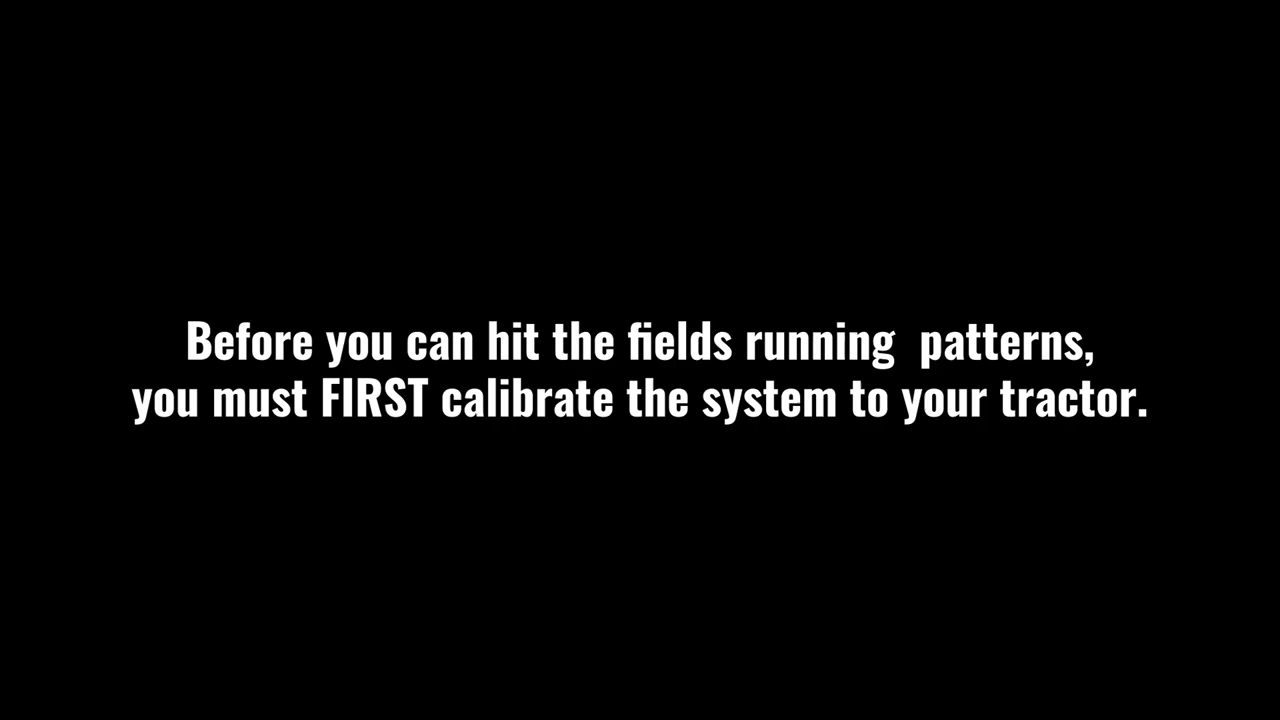 Before you can hit the fields running  patterns,
you must FIRST calibrate the system to your tractor.